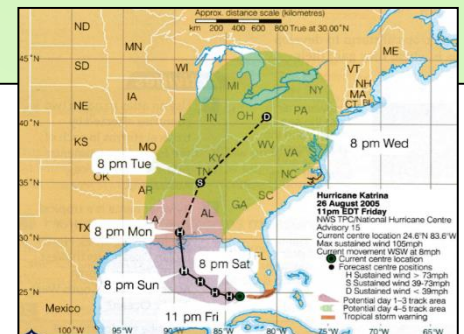 Approx. distance scale (kilometres)
km 200 400 600 800 True at 30.00°N
ND
MN
ME
45°N
SD
WI
VT
NH
MI
NY
MA
CT
NE
IA
PA
40°N
IL
IN
OH
8 pm Wed
D
KS
MO
WV
VA
KY
8 pm Tue
S
TN
NC
OK
35°N
AR
SC
AL
GA
LA
8 pm Mon
H
TX
FL
8 pm Sat
8 pm Sun
H
H
H
H
25°N
11 pm Fri
Mexico
Hurricane Katrina
26 August 2005
11pm EDT Friday
NWS TPC/National Hurricane Centre
Advisory 15
Current centre location 24.6°N 83.6°W
Max sustained wind 105mph
Current movement WSW at 8mph
Current centre location
Forecast centre positions
H Sustained wind > 73mph
S Sustained wind 39-73mph
D Sustained wind < 39mph
Potential day 1–3 track area
Potential day 4–5 track area
Tropical storm warning
100°W
95°W
90°W
85°W
80°W
75°W
70°W
65°W